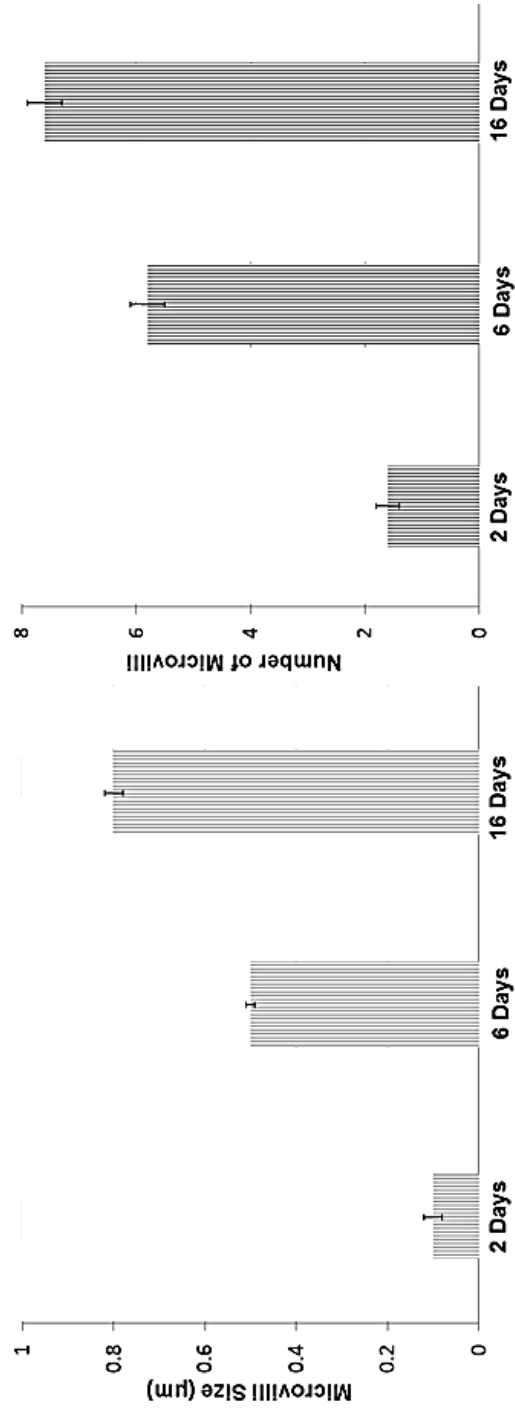 Microvilli Size (µm)
1
0.8
0.6
0.4
0.2
0
2 Days
6 Days
16 Days
Number of Microvilli
8
6
4
2
0
2 Days
6 Days
16 Days